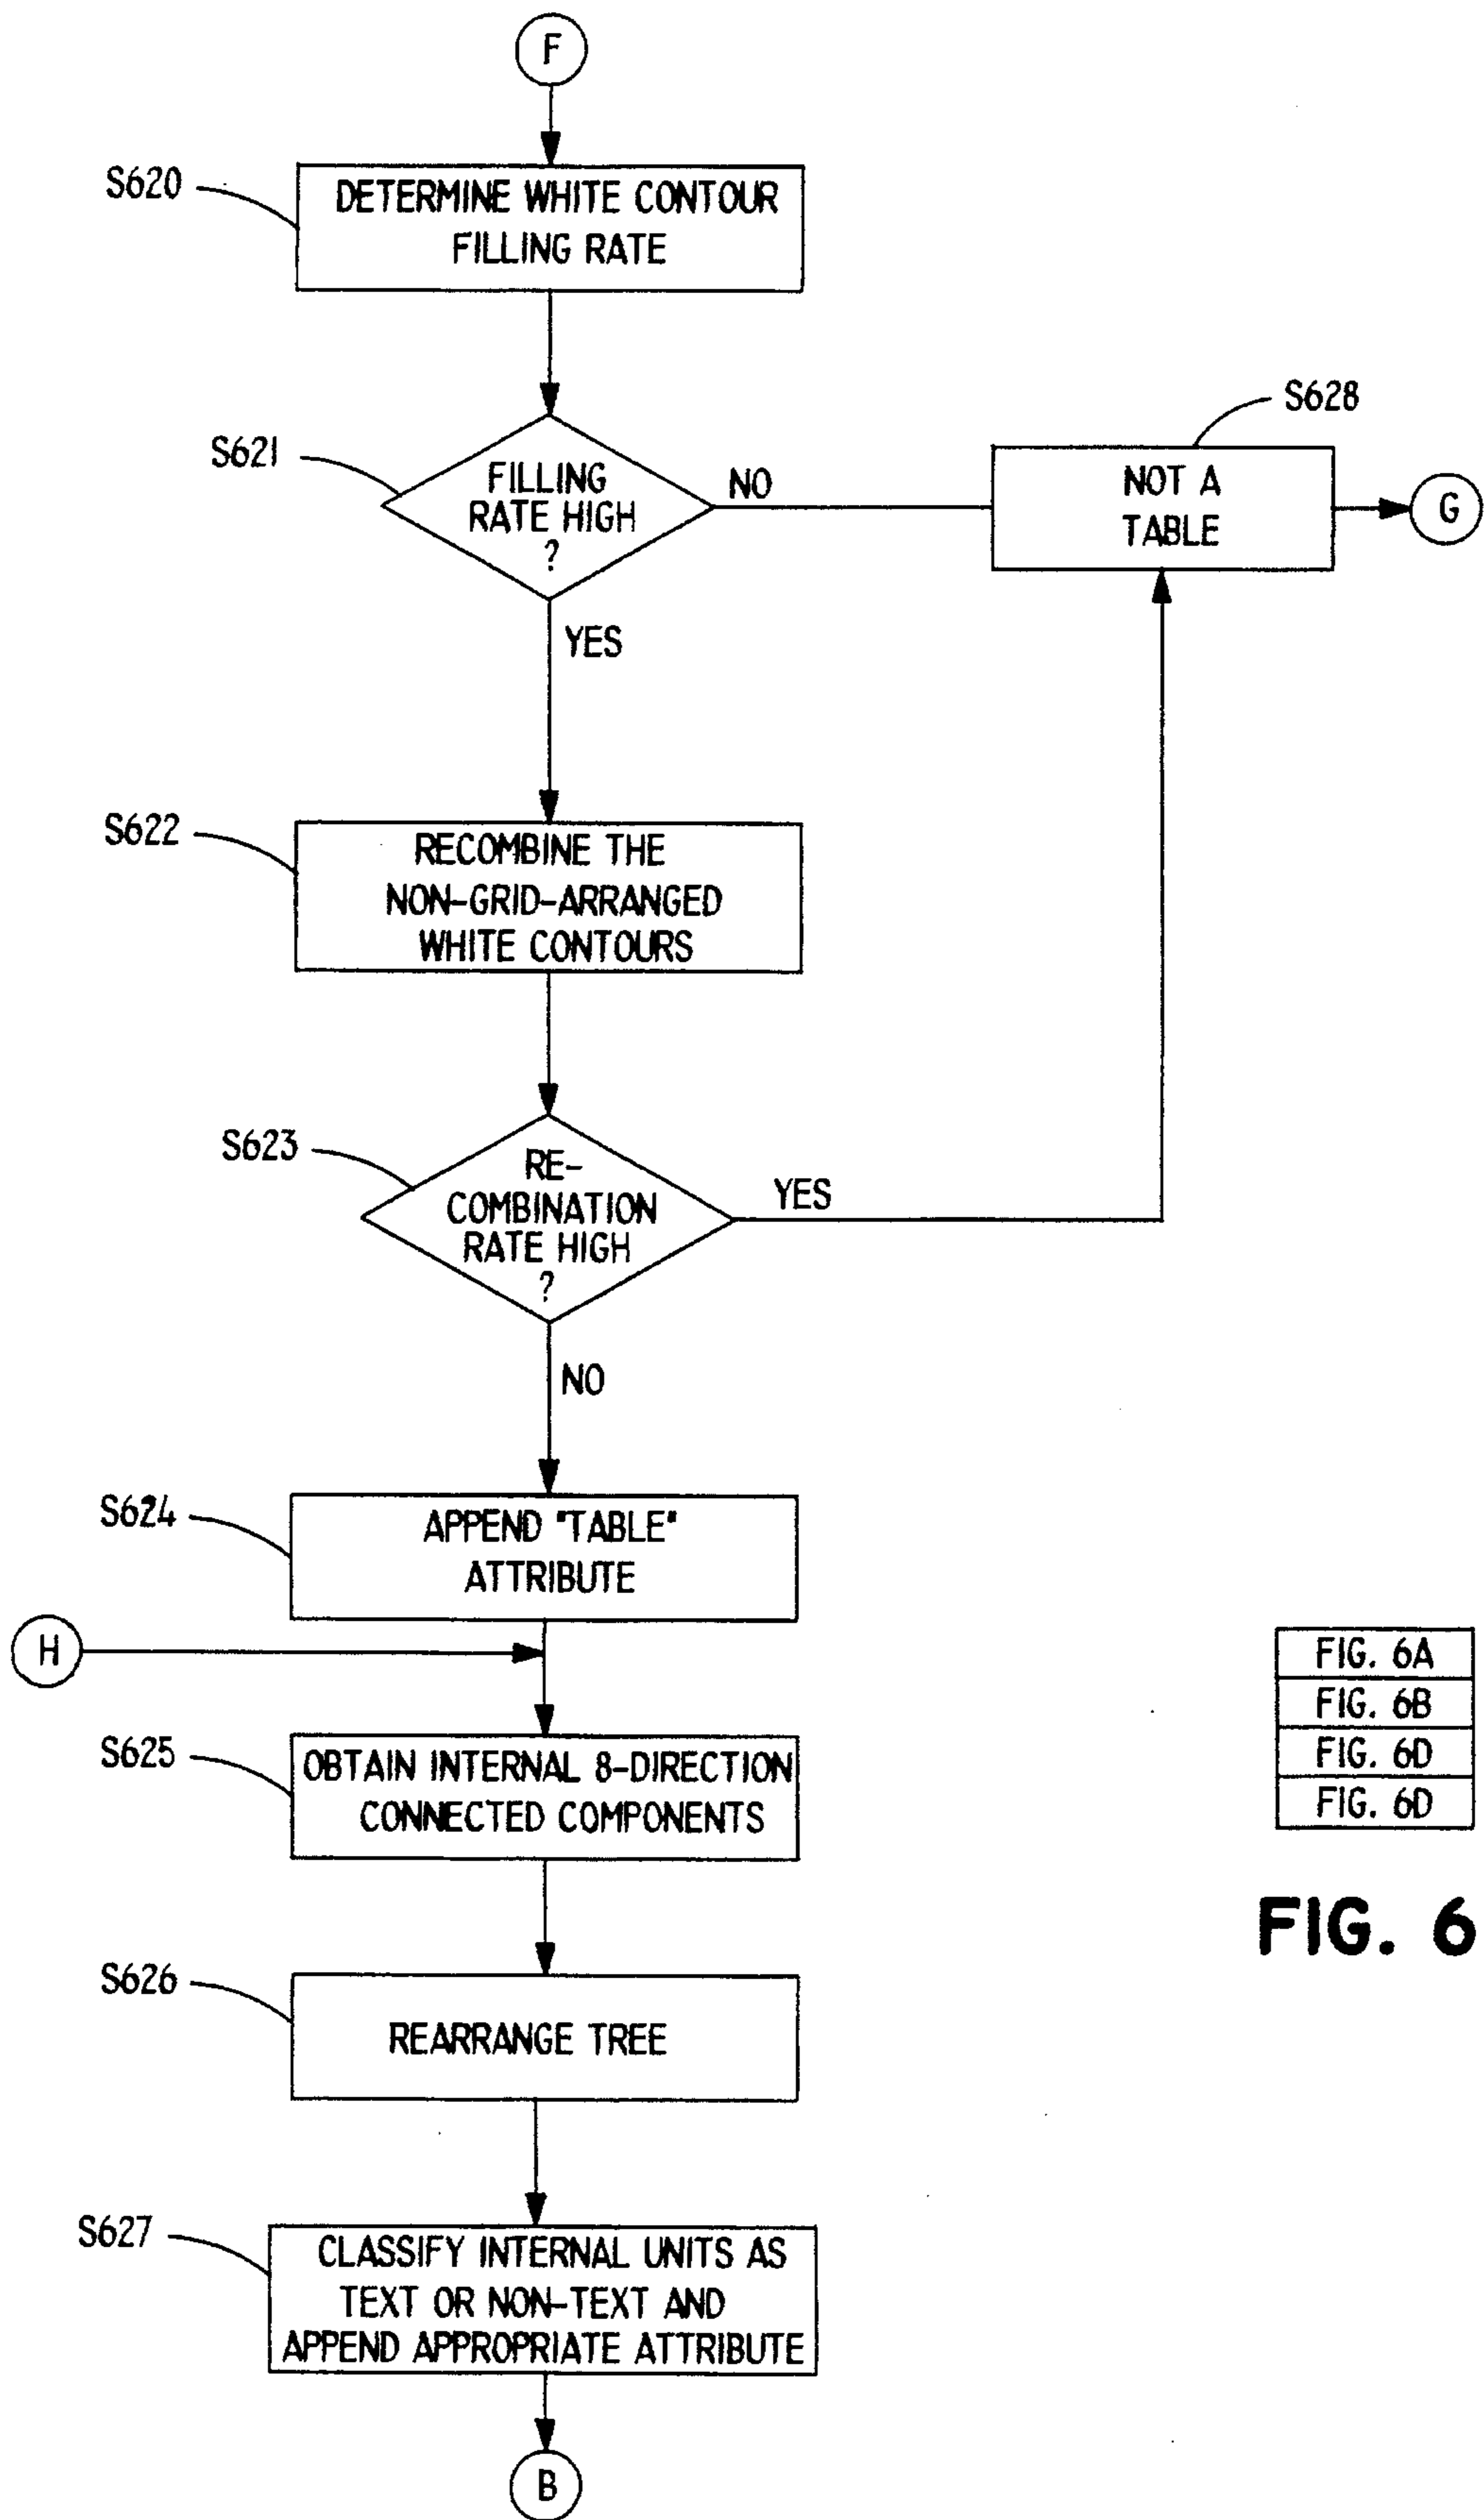 F
S620
DETERMINE WHITE CONTOUR
FILLING RATE
S621
FILLING
RATE HIGH
?
NO
S628
NOT A
TABLE
G
YES
S622
RECOMBINE THE
NON-GRID-ARRANGED
WHITE CONTOURS
S623
RE-
COMBINATION
RATE HIGH
?
YES
NO
S624
APPEND "TABLE"
ATTRIBUTE
H
S625
OBTAIN INTERNAL 8-DIRECTION
CONNECTED COMPONENTS
S626
REARRANGE TREE
S627
CLASSIFY INTERNAL UNITS AS
TEXT OR NON-TEXT AND
APPEND APPROPRIATE ATTRIBUTE
B
FIG. 6A
FIG. 6B
FIG. 6D
FIG. 6D
FIG. 6